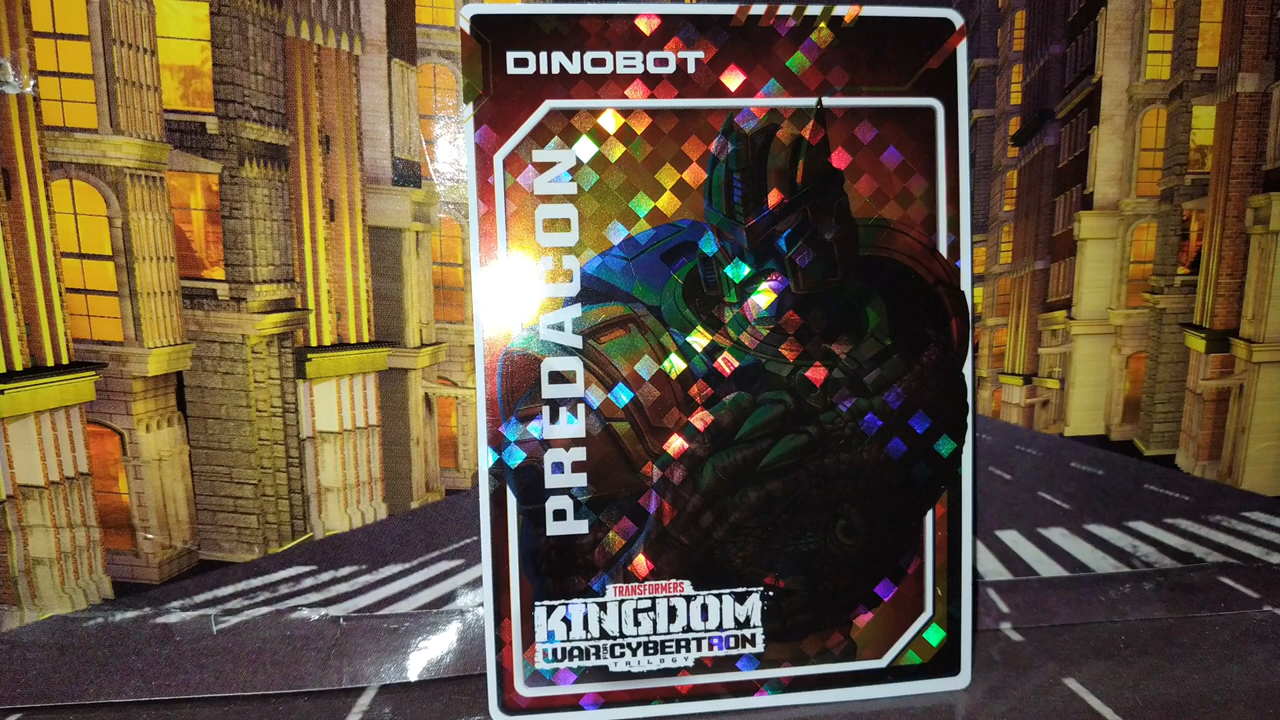 DINOBOT
PREDACON
TRANSFORMERS
KINGDOM
WAR FOR CYBERTRON
TRILOGY